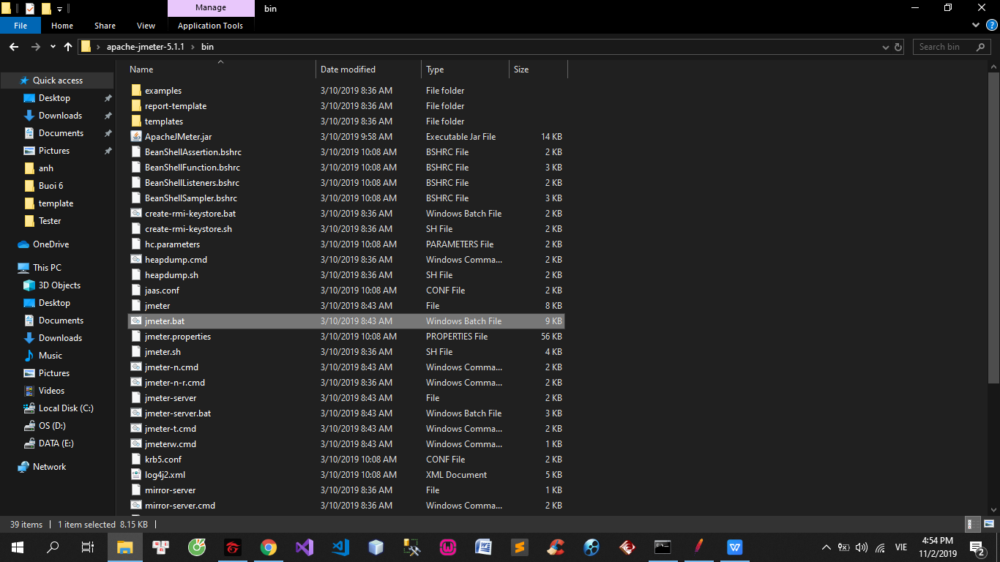 Manage
bin
File
Home
Share
View
Application Tools
apache-jmeter-5.1.1
bin
Search bin
Name
Date modified
Type
Size
Quick access
Desktop
Downloads
Documents
Pictures
anh
Buoi 6
template
Tester
OneDrive
This PC
3D Objects
Desktop
Documents
Downloads
Music
Pictures
Videos
Local Disk (C:)
OS (D:)
DATA (E:)
Network
examples 3/10/2019 8:36 AM File folder
report-template 3/10/2019 8:36 AM File folder
templates 3/10/2019 8:36 AM File folder
ApacheJMeter.jar 3/10/2019 9:58 AM Executable Jar File 14 KB
BeanShellAssertion.bshrc 3/10/2019 10:08 AM BSHRC File 2 KB
BeanShellFunction.bshrc 3/10/2019 10:08 AM BSHRC File 3 KB
BeanShellListeners.bshrc 3/10/2019 10:08 AM BSHRC File 2 KB
BeanShellSampler.bshrc 3/10/2019 10:08 AM BSHRC File 3 KB
create-rmi-keystore.bat 3/10/2019 8:36 AM Windows Batch File 2 KB
create-rmi-keystore.sh 3/10/2019 8:36 AM SH File 2 KB
hc.parameters 3/10/2019 10:08 AM PARAMETERS File 2 KB
heapdump.cmd 3/10/2019 8:36 AM Windows Comma... 2 KB
heapdump.sh 3/10/2019 8:36 AM SH File 2 KB
jaas.conf 3/10/2019 10:08 AM CONF File 2 KB
jmeter 3/10/2019 8:43 AM File 8 KB
jmeter.bat 3/10/2019 8:43 AM Windows Batch File 9 KB
jmeter.properties 3/10/2019 10:08 AM PROPERTIES File 56 KB
jmeter.sh 3/10/2019 8:36 AM SH File 4 KB
jmeter-n.cmd 3/10/2019 8:43 AM Windows Comma... 2 KB
jmeter-n-r.cmd 3/10/2019 8:36 AM Windows Comma... 2 KB
jmeter-server 3/10/2019 8:43 AM File 2 KB
jmeter-server.bat 3/10/2019 8:43 AM Windows Batch File 3 KB
jmeter-t.cmd 3/10/2019 8:43 AM Windows Comma... 2 KB
jmeterw.cmd 3/10/2019 8:43 AM Windows Comma... 1 KB
krb5.conf 3/10/2019 10:08 AM CONF File 2 KB
log4j2.xml 3/10/2019 10:08 AM XML Document 5 KB
mirror-server 3/10/2019 8:36 AM File 1 KB
mirror-server.cmd 3/10/2019 8:36 AM Windows Comma... 2 KB
39 items
1 item selected 8.15 KB
VIE
4:54 PM
11/2/2019
2